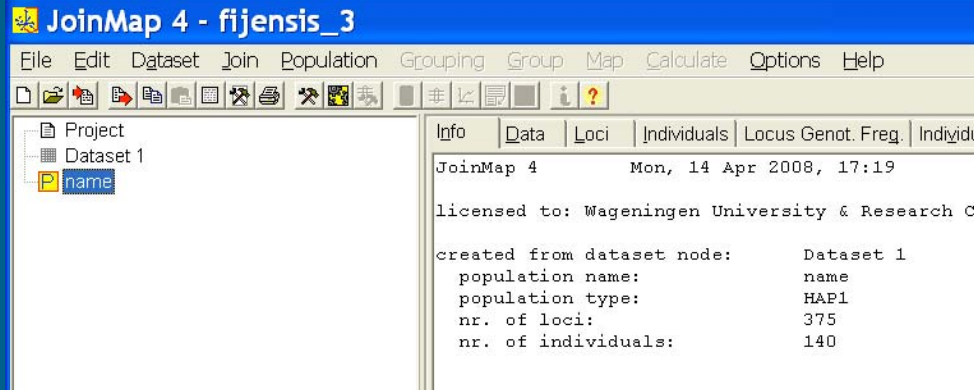 JoinMap 4 - fijensis_3
File Edit Dataset Join Population Grouping Group Map Calculate Options Help
Project
Dataset 1
P name
Info Data Loci Individuals Locus Genot. Freq. Individu
JoinMap 4 Mon, 14 Apr 2008, 17:19
licensed to: Wageningen University & Research C
created from dataset node: Dataset 1
population name: name
population type: HAP1
nr. of loci: 375
nr. of individuals: 140